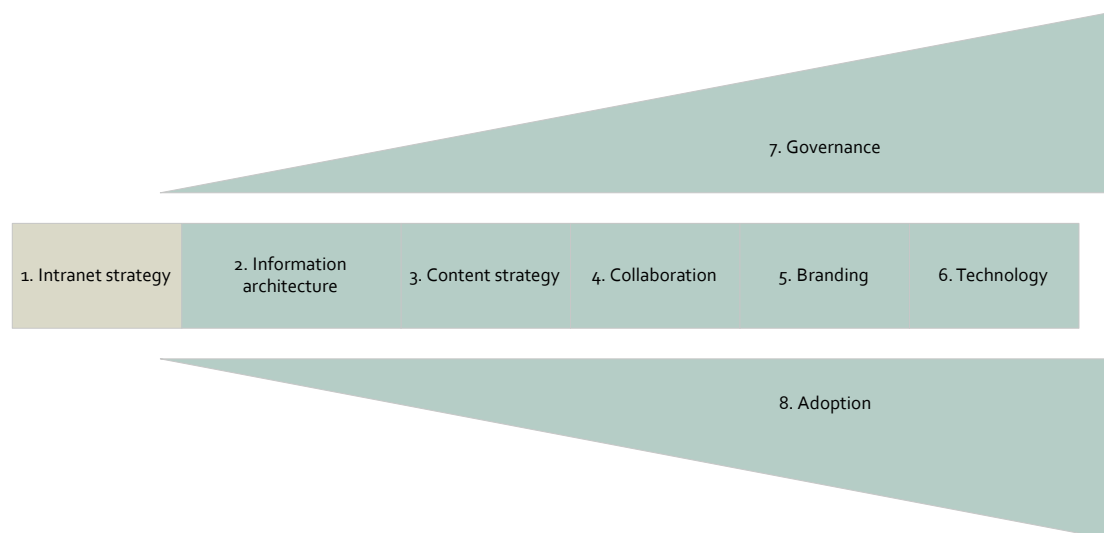 7. Governance
1. Intranet strategy
2. Information
architecture
3. Content strategy
4. Collaboration
5. Branding
6. Technology
8. Adoption